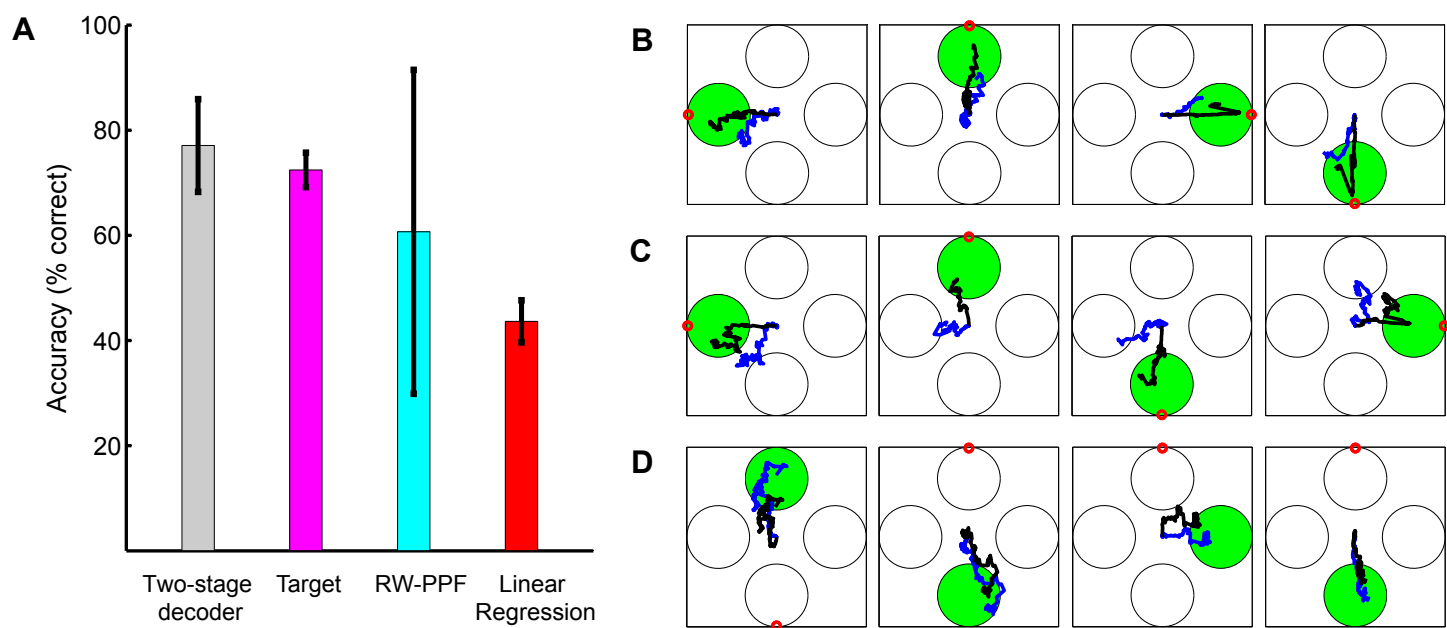 A
100
80
60
40
20
Accuracy (% correct)
Two-stage
decoder
Target
RW-PPF
Linear
Regression
B
C
D